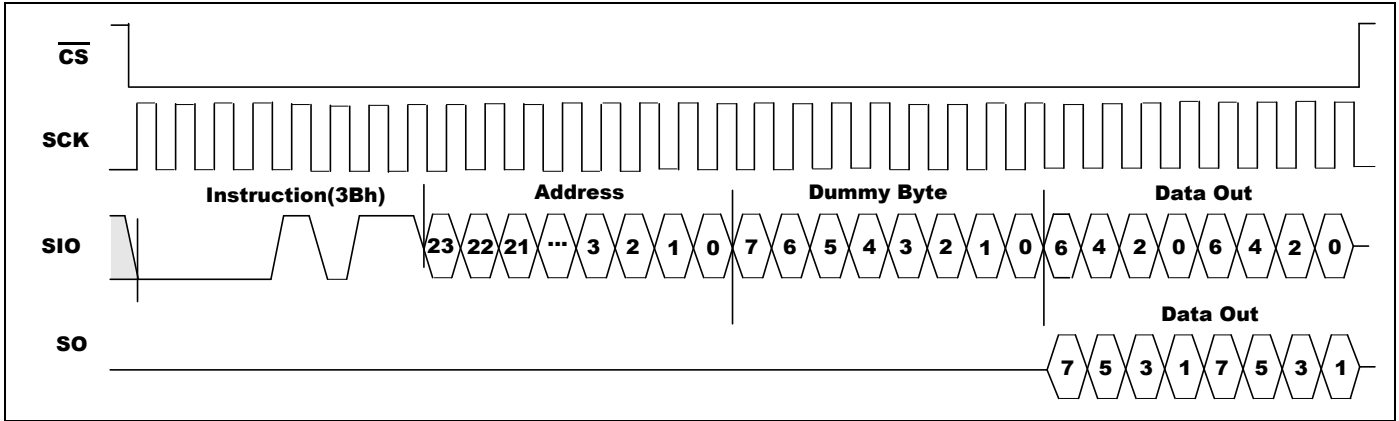 CS
SCK
Instruction(3Bh) Address Dummy Byte Data Out
SIO 23 22 21 ... 3 2 1 0 7 6 5 4 3 2 1 0 6 4 2 0 6 4 2 0
Data Out
SO 7 5 3 1 7 5 3 1